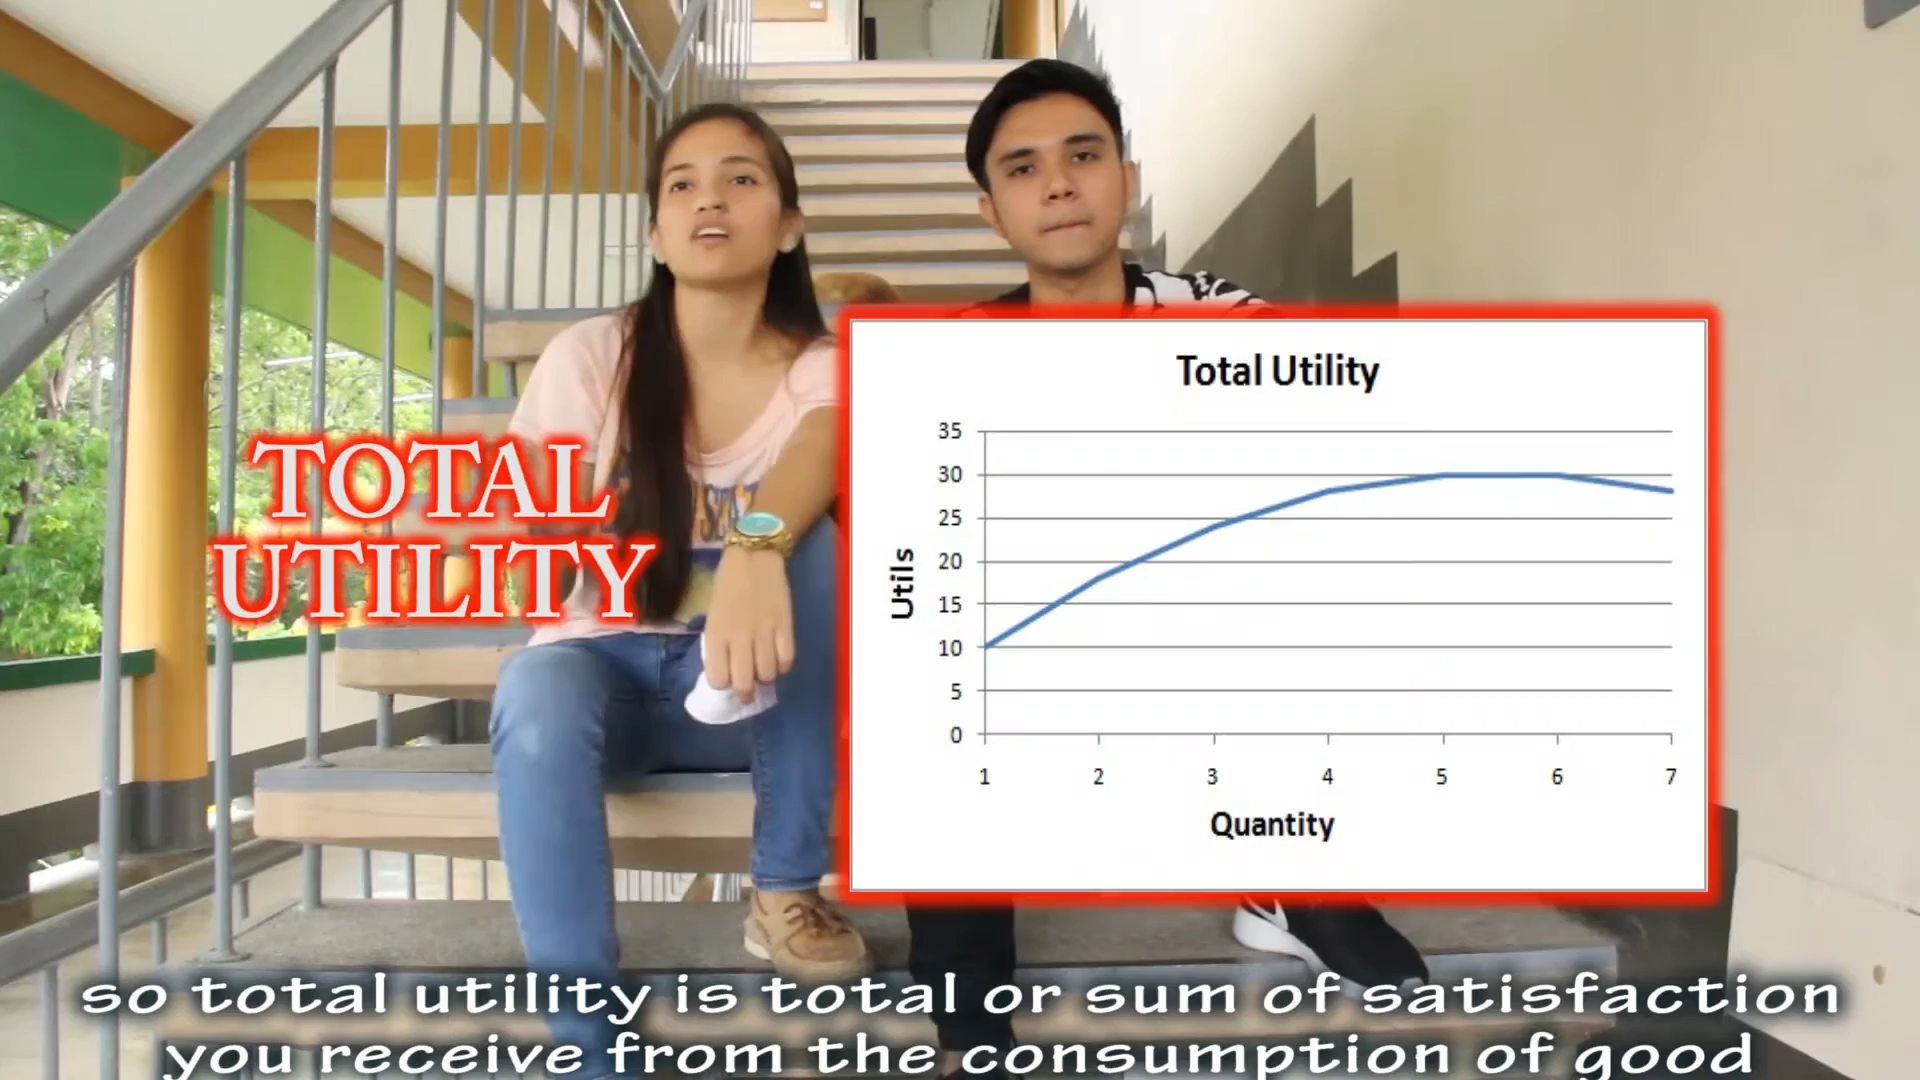 TOTAL
UTILITY
Total Utility
35
30
25
20
15
10
5
0
Utils
1 2 3 4 5 6 7
Quantity
so total utility is total or sum of satisfaction
you receive from the consumption of good